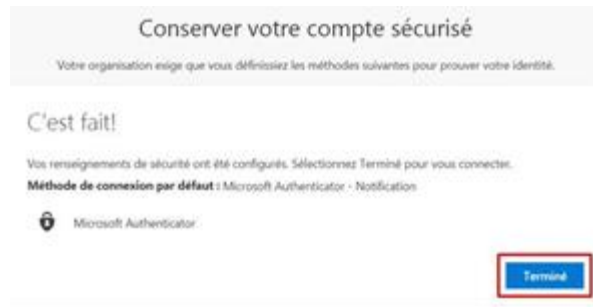 Conserver votre compte sécurisé
Votre organisation exige que vous définissiez les méthodes suivantes pour prouver votre identité.
C'est fait!
Vos renseignements de sécurité ont été configurés. Sélectionnez Terminé pour vous connecter.
Méthode de connexion par défaut : Microsoft Authenticator - Notification
Microsoft Authenticator
Terminé